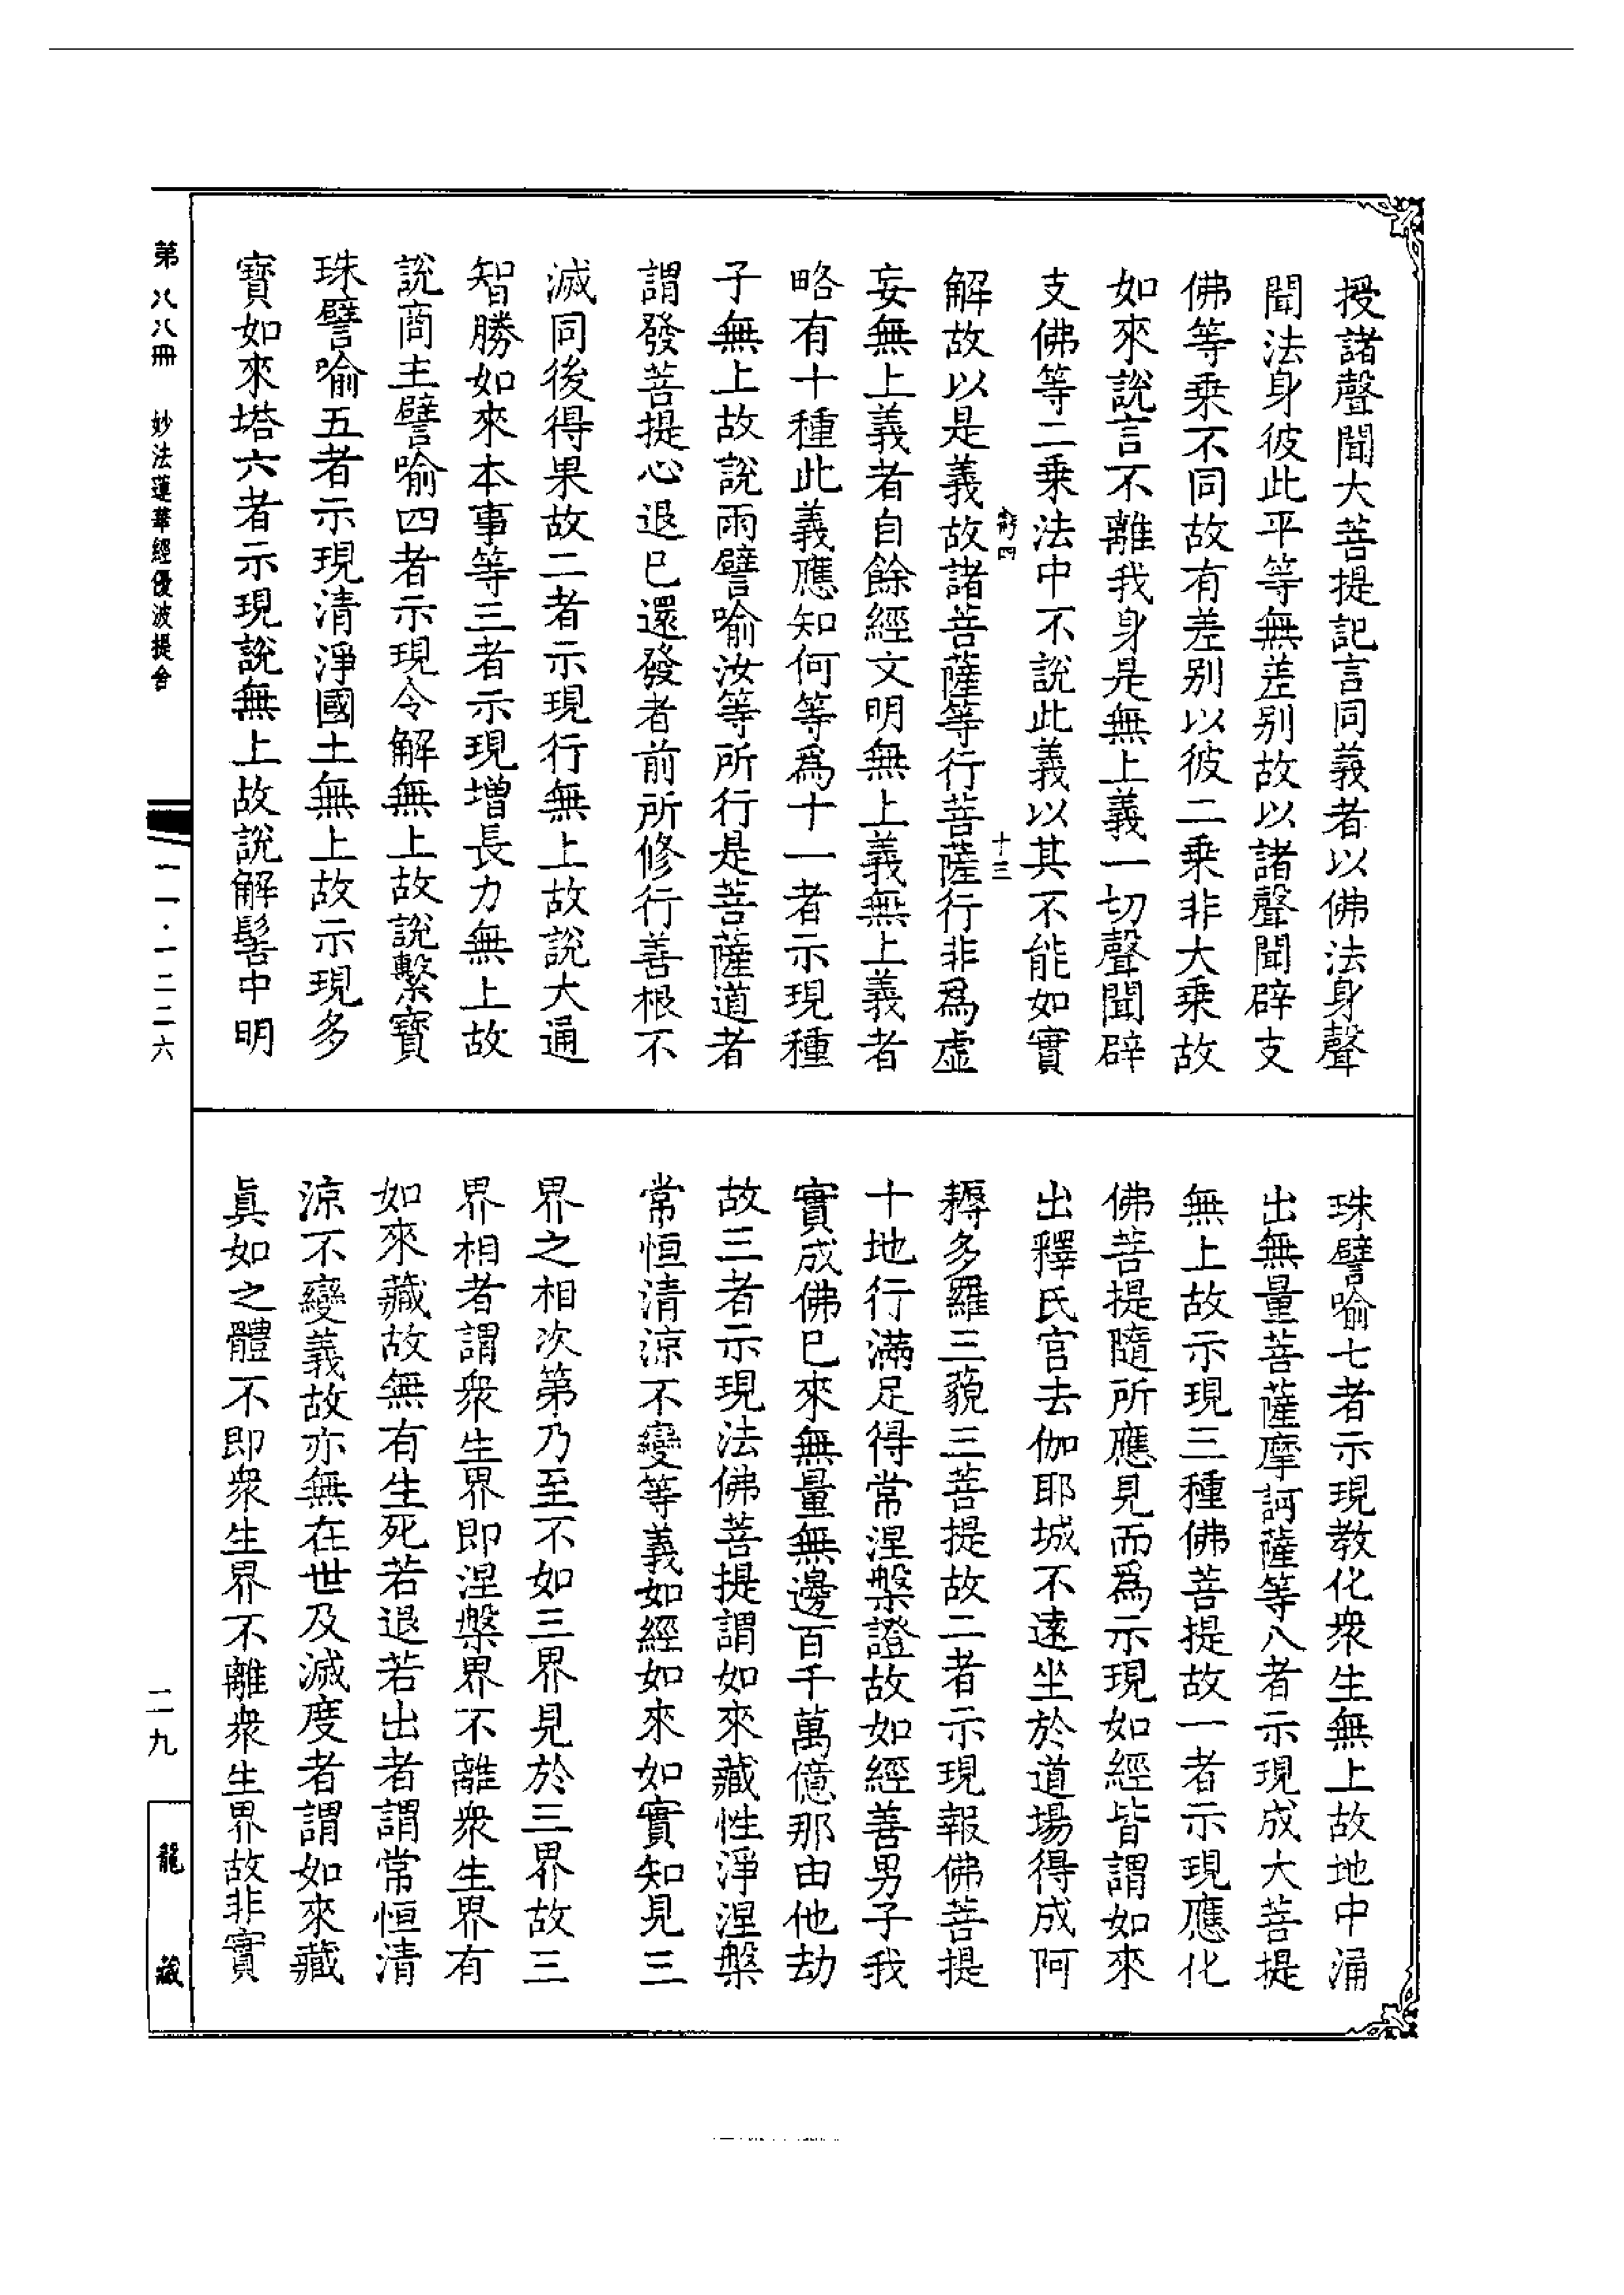 授諸聲聞大菩提記言同義者以佛法身聲
聞法身彼此平等無差别故以諸聲聞辟支
佛等乗不同故有差别以彼二乗非大乗故
如來說言不離我身是無上義一切聲聞辟
支佛等二乗法中不說此義以其不能如實
十三
解故以是義故諸菩薩等行菩薩行非爲虚
妄無上義者自餘經文明無上義無上義者
略有十種此義應知何等爲十一者示現種
子無上故說雨譬喻汝等所行是菩薩道者
謂發菩提心退已還發者前所修行善根不
滅同後得果故二者示現行無上故說大通
智勝如來本事等三者示現増長力無上故
說商主譬喻四者示現令解無上故說繫寶
珠譬喻五者示現清淨國土無上故示現多
寶如來塔六者示現說無上故說解髻中明
珠譬喻七者示現教化衆生無上故地中涌
出無量菩薩摩訶薩等八者示現成大菩提
無上故示現三種佛菩提故一者示現應化
佛菩提隨所應見而爲示現如經皆謂如來
出釋氏宫去伽耶城不遠坐於道場得成阿
耨多羅三藐三菩提故二者示現報佛菩提
十地行滿足得常涅槃證故如經善男子我
實成佛已來無量無邊百千萬億那由他劫
故三者示現法佛菩提謂如來藏性淨涅槃
常恒清涼不變等義如經如來如實知見三
界之相次第乃至不如三界見於三界故三
界相者謂衆生界即涅槃界不離衆生界有
如來藏故無有生死若退若出者謂常恒清
涼不變義故亦無在世及滅度者謂如來藏
眞如之體不即衆生界不離衆生界故非實
第八八冊 妙法蓮華經優波提舍
一一·一二二六
二九
龍藏